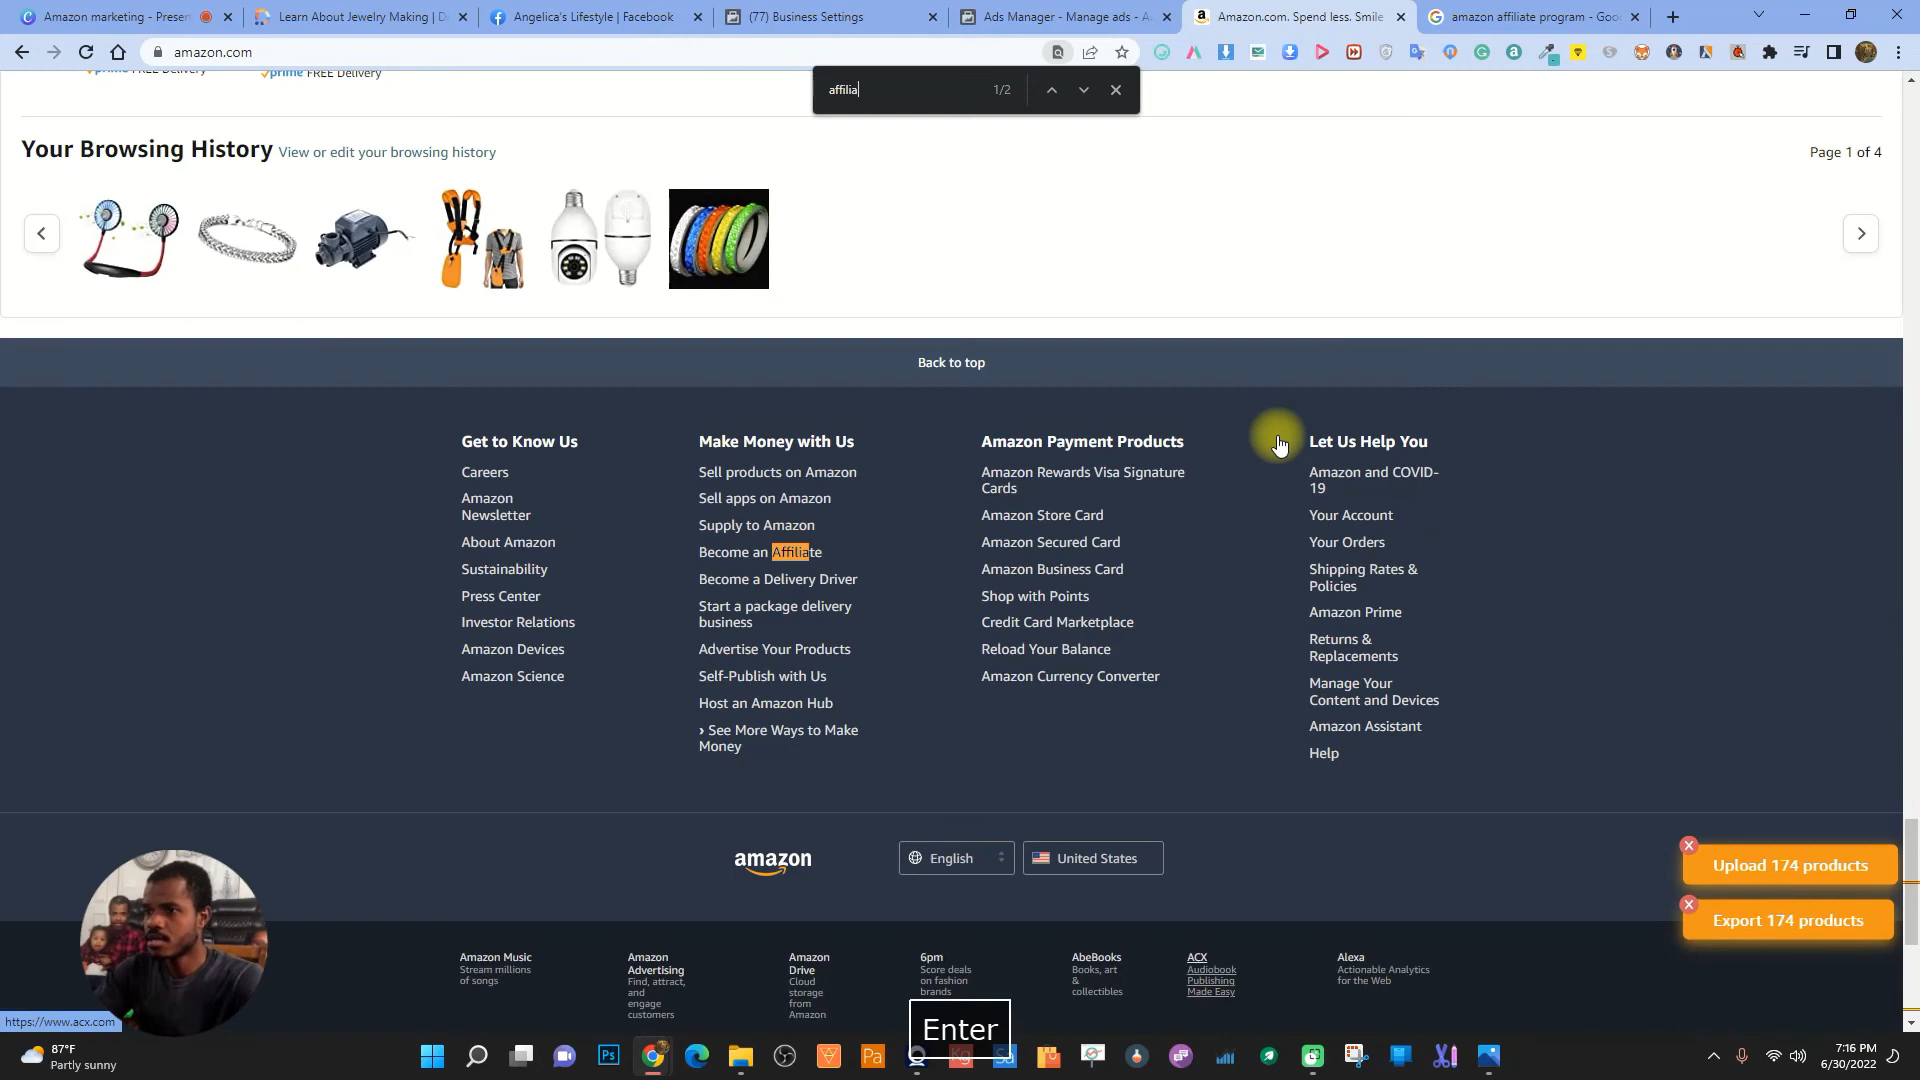 Amazon marketing - Presen
Learn About Jewelry Making | D
Angelica's Lifestyle | Facebook
(77) Business Settings
Ads Manager - Manage ads - A
Amazon.com. Spend less. Smile
amazon affiliate program - Goo
amazon.com
affilia
1/2
prime FREE Delivery
prime FREE Delivery
Your Browsing History View or edit your browsing history
Page 1 of 4
Back to top
Get to Know Us
Careers
Amazon
Newsletter
About Amazon
Sustainability
Press Center
Investor Relations
Amazon Devices
Amazon Science
Make Money with Us
Sell products on Amazon
Sell apps on Amazon
Supply to Amazon
Become an Affiliate
Become a Delivery Driver
Start a package delivery
business
Advertise Your Products
Self-Publish with Us
Host an Amazon Hub
› See More Ways to Make
Money
Amazon Payment Products
Amazon Rewards Visa Signature
Cards
Amazon Store Card
Amazon Secured Card
Amazon Business Card
Shop with Points
Credit Card Marketplace
Reload Your Balance
Amazon Currency Converter
Let Us Help You
Amazon and COVID-
19
Your Account
Your Orders
Shipping Rates &
Policies
Amazon Prime
Returns &
Replacements
Manage Your
Content and Devices
Amazon Assistant
Help
amazon
English
United States
Upload 174 products
Export 174 products
Amazon Music
Stream millions
of songs
Amazon
Advertising
Find, attract,
and
engage
customers
Amazon
Drive
Cloud
storage
from
Amazon
6pm
Score deals
on fashion
brands
AbeBooks
Books, art
&
collectibles
ACX
Audiobook
Publishing
Made Easy
Alexa
Actionable Analytics
for the Web
https://www.acx.com
Enter
87°F
Partly sunny
Ps
Pa
Kg
Sa
7:16 PM
6/30/2022